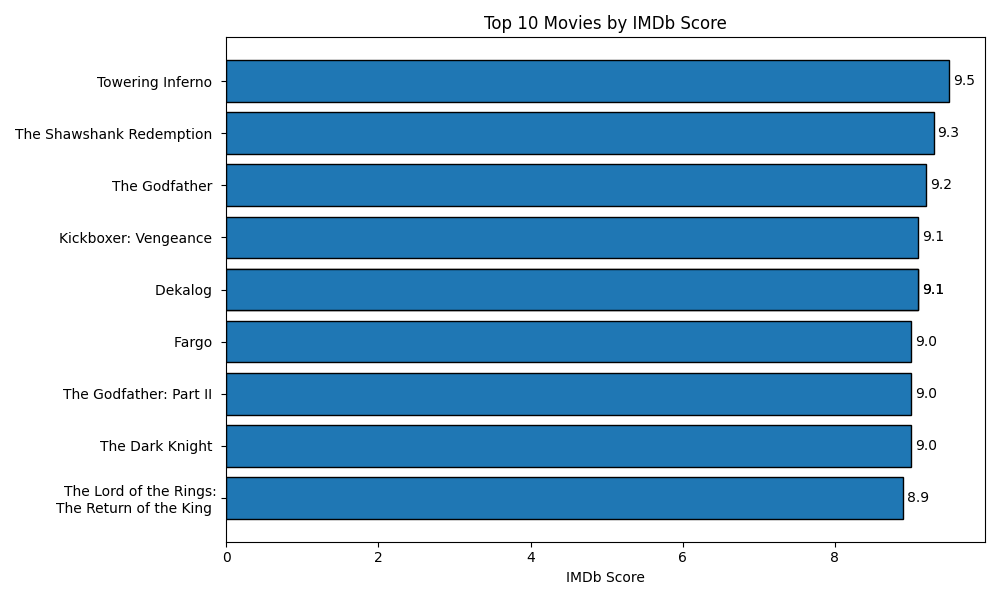 Top 10 Movies by IMDb Score
Towering Inferno
9.5
The Shawshank Redemption
9.3
The Godfather
9.2
Kickboxer: Vengeance
9.1
Dekalog
9.1
Fargo
9.0
The Godfather: Part II
9.0
The Dark Knight
9.0
The Lord of the Rings:
The Return of the King
8.9
0 2 4 6 8
IMDb Score